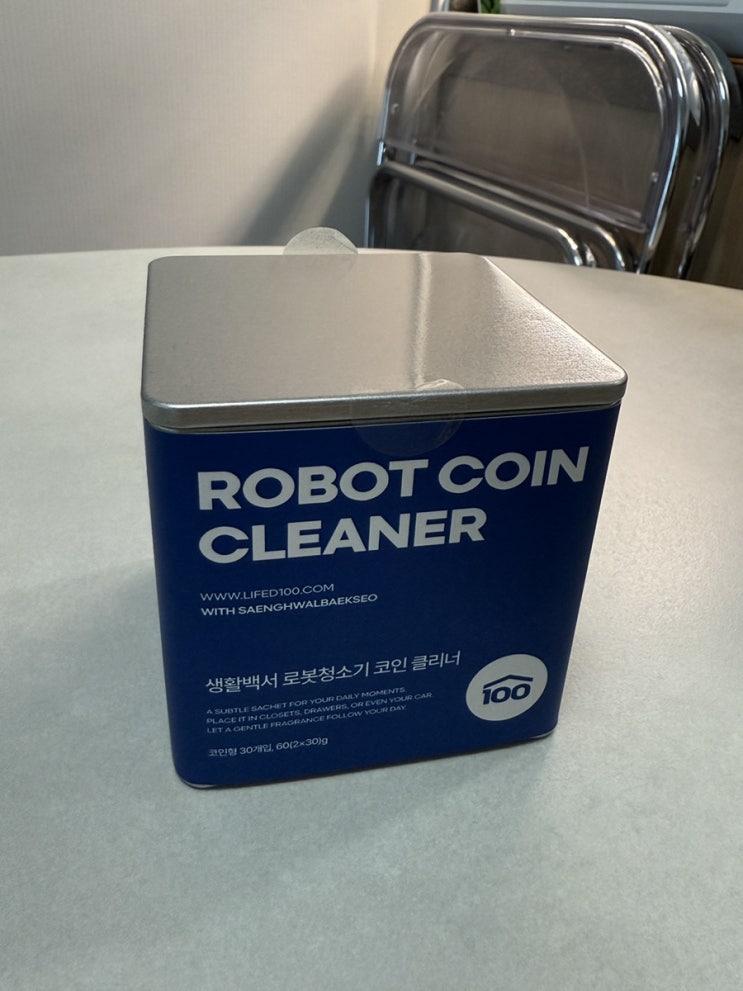 ROBOT COIN
CLEANER
WWW.LIFED100.COM
WITH SAENGHWALBAEKSEO
생활백서 로봇청소기 코인 클리너
A SUBTLE SACHET FOR YOUR DAILY MOMENTS.
PLACE IT IN CLOSETS, DRAWERS, OR EVEN YOUR CAR.
LET A GENTLE FRAGRANCE FOLLOW YOUR DAY.
코인형 30개입, 60(2×30)g
100